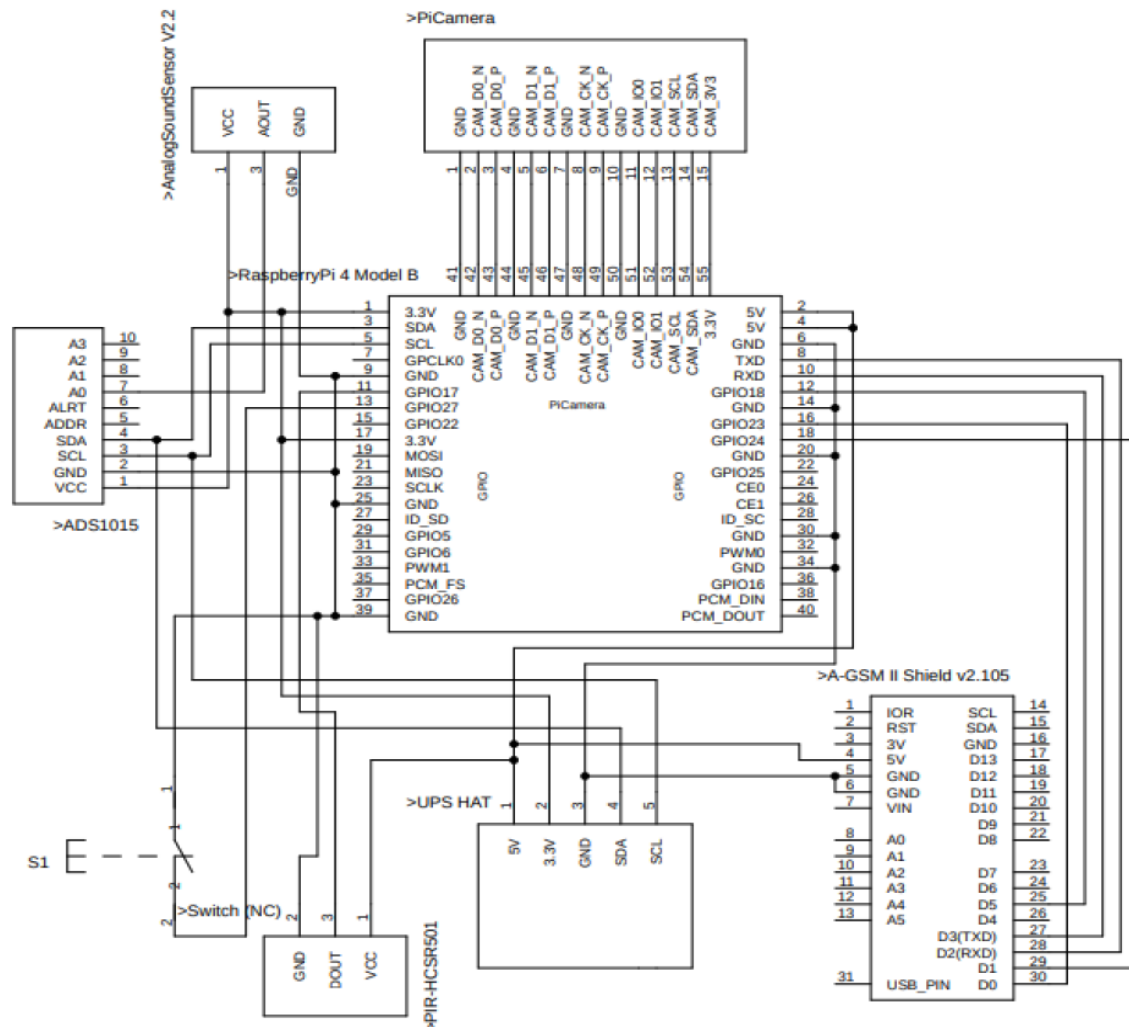 >PiCamera
GND
CAM_D0_N
CAM_D0_P
GND
CAM_D1_N
CAM_D1_P
GND
CAM_CK_N
CAM_CK_P
GND
CAM_IO0
CAM_IO1
CAM_SCL
CAM_SDA
CAM_3V3
1
2
3
4
5
6
7
8
9
10
11
12
13
14
15
>AnalogSoundSensor V2.2
VCC
AOUT
GND
1
3
GND
>RaspberryPi 4 Model B
41
42
43
44
45
46
47
48
49
50
51
52
53
54
55
GND
CAM_D0_N
CAM_D0_P
GND
CAM_D1_N
CAM_D1_P
GND
CAM_CK_N
CAM_CK_P
GND
CAM_IO0
CAM_IO1
CAM_SCL
CAM_SDA
3.3V
PiCamera
GPIO
GPIO
1 3.3V
3 SDA
5 SCL
7 GPCLK0
9 GND
11 GPIO17
13 GPIO27
15 GPIO22
17 3.3V
19 MOSI
21 MISO
23 SCLK
25 GND
27 ID_SD
29 GPIO5
31 GPIO6
33 PWM1
35 PCM_FS
37 GPIO26
39 GND
5V 2
5V 4
GND 6
TXD 8
RXD 10
GPIO18 12
GND 14
GPIO23 16
GPIO24 18
GND 20
GPIO25 22
CE0 24
CE1 26
ID_SC 28
GND 30
PWM0 32
GND 34
GPIO16 36
PCM_DIN 38
PCM_DOUT 40
A3 10
A2 9
A1 8
A0 7
ALRT 6
ADDR 5
SDA 4
SCL 3
GND 2
VCC 1
>ADS1015
>A-GSM II Shield v2.105
1 IOR
2 RST
3 3V
4 5V
5 GND
6 GND
7 VIN
8 A0
9 A1
10 A2
11 A3
12 A4
13 A5
31 USB_PIN
SCL 14
SDA 15
GND 16
D13 17
D12 18
D11 19
D10 20
D9 21
D8 22
D7 23
D6 24
D5 25
D4 26
D3(TXD) 27
D2(RXD) 28
D1 29
D0 30
>UPS HAT
1
2
3
4
5
5V
3.3V
GND
SDA
SCL
S1
1
1
2
2
>Switch (NC)
2
3
1
GND
DOUT
VCC
>PIR-HCSR501